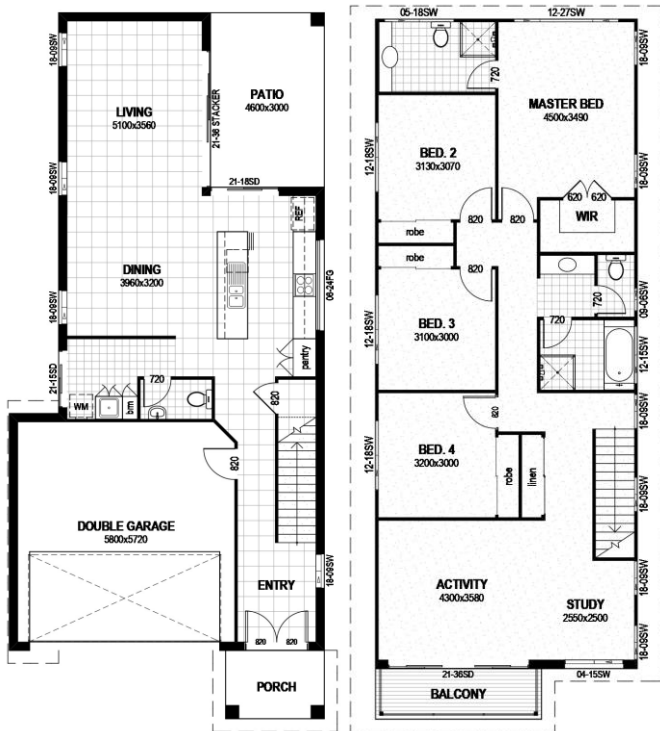 18-09SW
LIVING
5100x3560
21-36 STACKER
PATIO
4600x3000
21-18SD
18-09SW
REF
DINING
3960x3200
06-24FG
18-09SW
pantry
21-15SD
WM
brm
720
820
820
DOUBLE GARAGE
5800x5720
18-09SW
ENTRY
820
820
PORCH
05-18SW
12-27SW
18-09SW
720
MASTER BED
4500x3490
BED. 2
3130x3070
12-18SW
18-09SW
620
620
WIR
820
820
robe
robe
820
09-06SW
720
720
BED. 3
3100x3000
12-18SW
12-15SW
820
18-09SW
BED. 4
3200x3000
12-18SW
robe
linen
18-09SW
ACTIVITY
4300x3580
18-09SW
STUDY
2550x2500
18-09SW
21-36SD
04-15SW
BALCONY